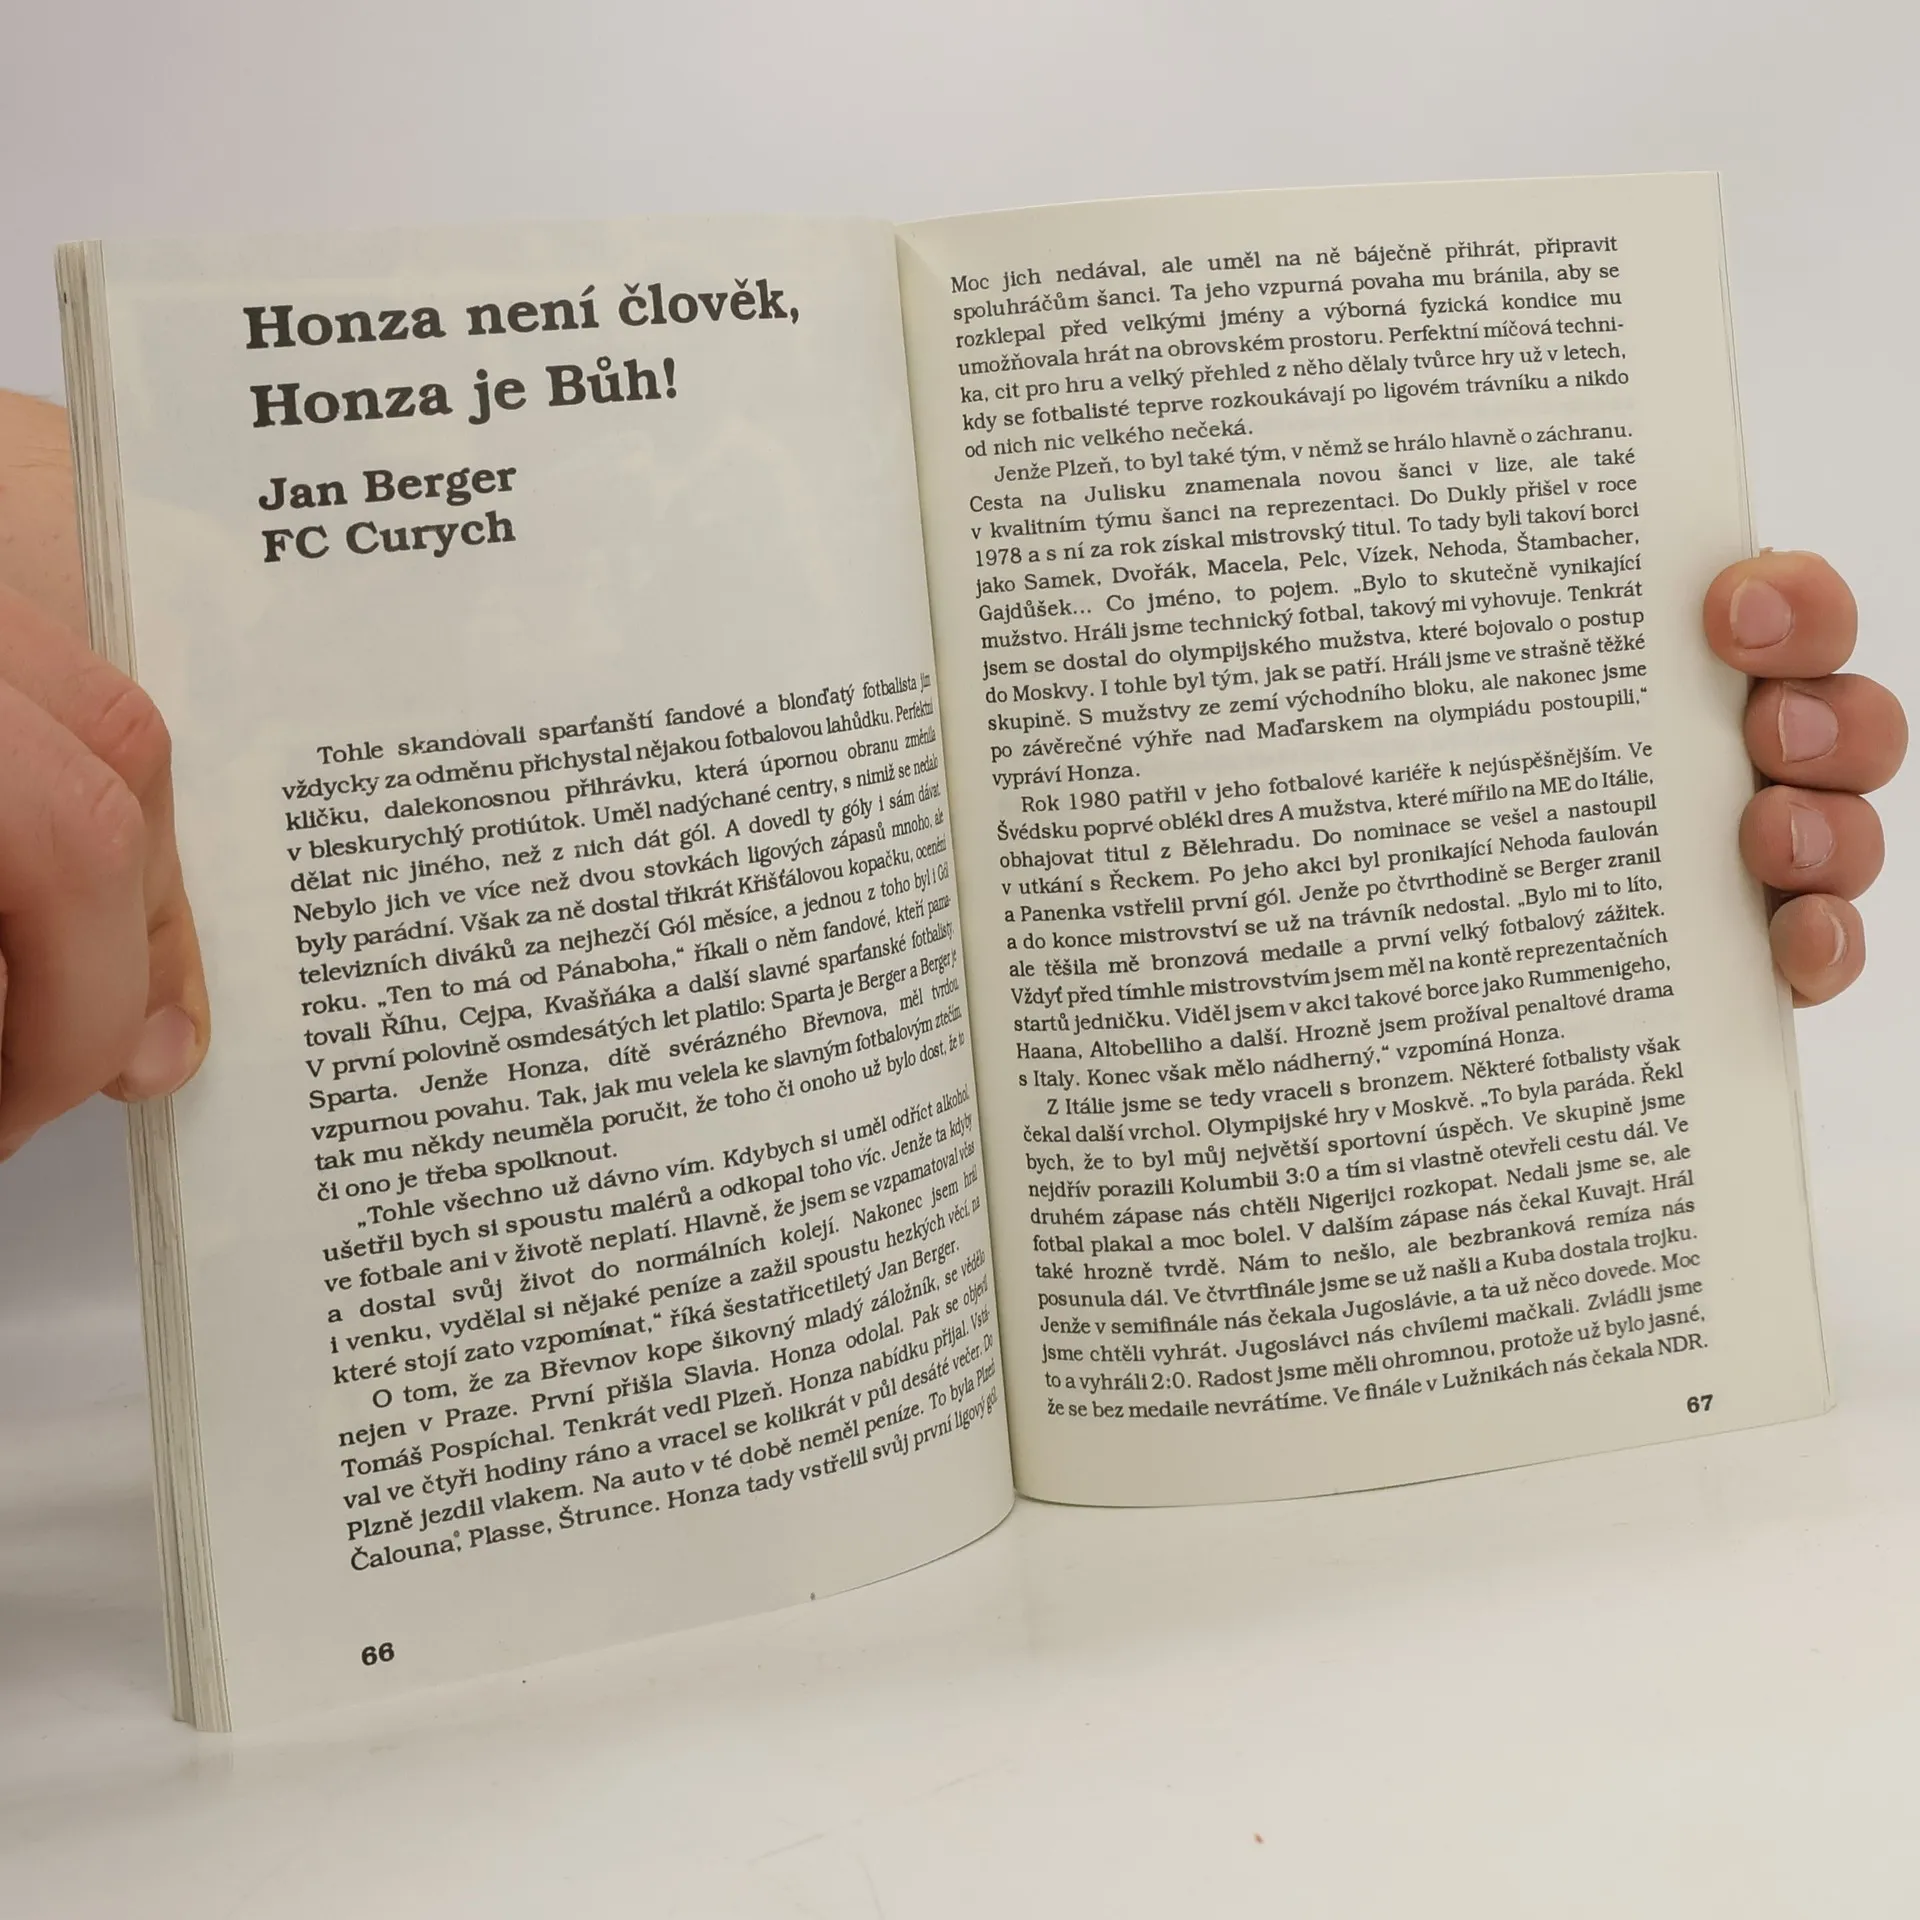 Honza není člověk,
Honza je Bůh!
Jan Berger
FC Curych
Tohle skandovali sparťanští fandové a blonďatý fotbalista jim
vždycky za odměnu přichystal nějakou fotbalovou lahůdku. Perfektní
kličku, dalekonosnou přihrávku, která úpornou obranu změnila
v bleskurychlý protiútok. Uměl nadýchané centry, s nimiž se nedalo
dělat nic jiného, než z nich dát gól. A dovedl ty góly i sám dávat.
Nebylo jich ve více než dvou stovkách ligových zápasů mnoho, ale
byly parádní. Však za ně dostal třikrát Křišťálovou kopačku, ocenění
televizních diváků za nejhezčí Gól měsíce, a jednou z toho byl i Gól
roku. „Ten to má od Pánaboha,“ říkali o něm fandové, kteří pama-
tovali Říhu, Cejpa, Kvašňáka a další slavné sparťanské fotbalisty.
V první polovině osmdesátých let platilo: Sparta je Berger a Berger je
Sparta. Jenže Honza, dítě svérázného Břevnova, měl tvrdou,
vzpurnou povahu. Tak, jak mu velela ke slavným fotbalovým ztečím,
tak mu někdy neuměla poručit, že toho či onoho už bylo dost, že to
či ono je třeba spolknout.
„Tohle všechno už dávno vím. Kdybych si uměl odříct alkohol,
ušetřil bych si spoustu malérů a odkopal toho víc. Jenže ta kdyby
ve fotbale ani v životě neplatí. Hlavně, že jsem se vzpamatoval včas
a dostal svůj život do normálních kolejí. Nakonec jsem hrál
i venku, vydělal si nějaké peníze a zažil spoustu hezkých věcí, na
které stojí zato vzpomínat,“ říká šestatřicetiletý Jan Berger.
O tom, že za Břevnov kope šikovný mladý záložník, se vědělo
nejen v Praze. První přišla Slavia. Honza odolal. Pak se objevil
Tomáš Pospíchal. Tenkrát vedl Plzeň. Honza nabídku přijal. Vstá-
val ve čtyři hodiny ráno a vracel se kolikrát v půl desáté večer. Do
Plzně jezdil vlakem. Na auto v té době neměl peníze. To byla Plzeň
Čalouna, Plasse, Štrunce. Honza tady vstřelil svůj první ligový gól.
66
Moc jich nedával, ale uměl na ně báječně přihrát, připravit
spoluhráčům šanci. Ta jeho vzpurná povaha mu bránila, aby se
rozklepal před velkými jmény a výborná fyzická kondice mu
umožňovala hrát na obrovském prostoru. Perfektní míčová techni-
ka, cit pro hru a velký přehled z něho dělaly tvůrce hry už v letech,
kdy se fotbalisté teprve rozkoukávají po ligovém trávníku a nikdo
od nich nic velkého nečeká.
Jenže Plzeň, to byl také tým, v němž se hrálo hlavně o záchranu.
Cesta na Julisku znamenala novou šanci v lize, ale také
v kvalitním týmu šanci na reprezentaci. Do Dukly přišel v roce
1978 a s ní za rok získal mistrovský titul. To tady byli takoví borci
jako Samek, Dvořák, Macela, Pelc, Vízek, Nehoda, Štambacher,
Gajdůšek... Co jméno, to pojem. „Bylo to skutečně vynikající
mužstvo. Hráli jsme technický fotbal, takový mi vyhovuje. Tenkrát
jsem se dostal do olympijského mužstva, které bojovalo o postup
do Moskvy. I tohle byl tým, jak se patří. Hráli jsme ve strašně těžké
skupině. S mužstvy ze zemí východního bloku, ale nakonec jsme
po závěrečné výhře nad Maďarskem na olympiádu postoupili,“
vypráví Honza.
Rok 1980 patřil v jeho fotbalové kariéře k nejúspěšnějším. Ve
Švédsku poprvé oblékl dres A mužstva, které mířilo na ME do Itálie,
obhajovat titul z Bělehradu. Do nominace se vešel a nastoupil
v utkání s Řeckem. Po jeho akci byl pronikající Nehoda faulován
a Panenka vstřelil první gól. Jenže po čtvrthodině se Berger zranil
a do konce mistrovství se už na trávník nedostal. „Bylo mi to líto,
ale těšila mě bronzová medaile a první velký fotbalový zážitek.
Vždyť před tímhle mistrovstvím jsem měl na kontě reprezentačních
startů jedničku. Viděl jsem v akci takové borce jako Rummenigeho,
Haana, Altobelliho a další. Hrozně jsem prožíval penaltové drama
s Italy. Konec však mělo nádherný,“ vzpomíná Honza.
Z Itálie jsme se tedy vraceli s bronzem. Některé fotbalisty však
čekal další vrchol. Olympijské hry v Moskvě. „To byla paráda. Řekl
bych, že to byl můj největší sportovní úspěch. Ve skupině jsme
nejdřív porazili Kolumbii 3:0 a tím si vlastně otevřeli cestu dál. Ve
druhém zápase nás chtěli Nigerijci rozkopat. Nedali jsme se, ale
fotbal plakal a moc bolel. V dalším zápase nás čekal Kuvajt. Hrál
také hrozně tvrdě. Nám to nešlo, ale bezbranková remíza nás
posunula dál. Ve čtvrtfinále jsme se už našli a Kuba dostala trojku.
Jenže v semifinále nás čekala Jugoslávie, a ta už něco dovede. Moc
jsme chtěli vyhrát. Jugoslávci nás chvílemi mačkali. Zvládli jsme
to a vyhráli 2:0. Radost jsme měli ohromnou, protože už bylo jasné,
že se bez medaile nevrátíme. Ve finále v Lužnikách nás čekala NDR.
67